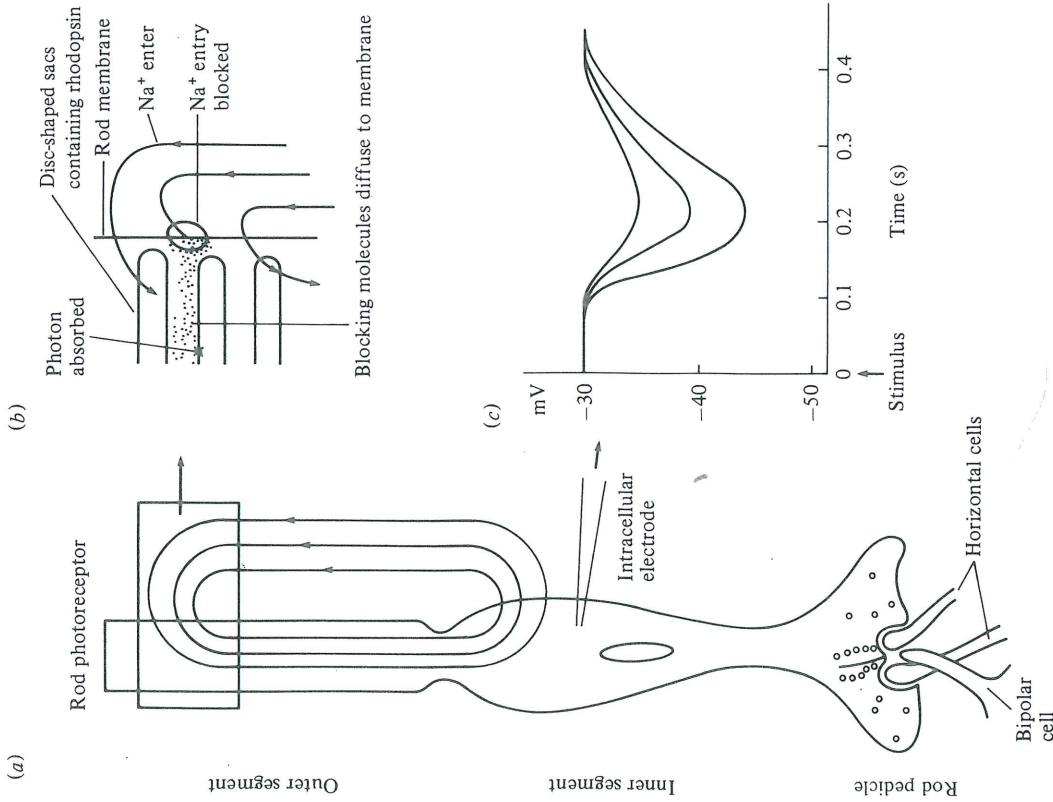 (a)
Rod photoreceptor
Outer segment
Inner segment
Rod pedicle
Intracellular
electrode
Horizontal cells
Bipolar
cell
(b)
Photon
absorbed
Disc-shaped sacs
containing rhodopsin
Rod membrane
Na⁺ enter
Na⁺ entry
blocked
Blocking molecules diffuse to membrane
(c)
mV
−30
−40
−50
0
0.1
0.2
0.3
0.4
Stimulus
Time (s)